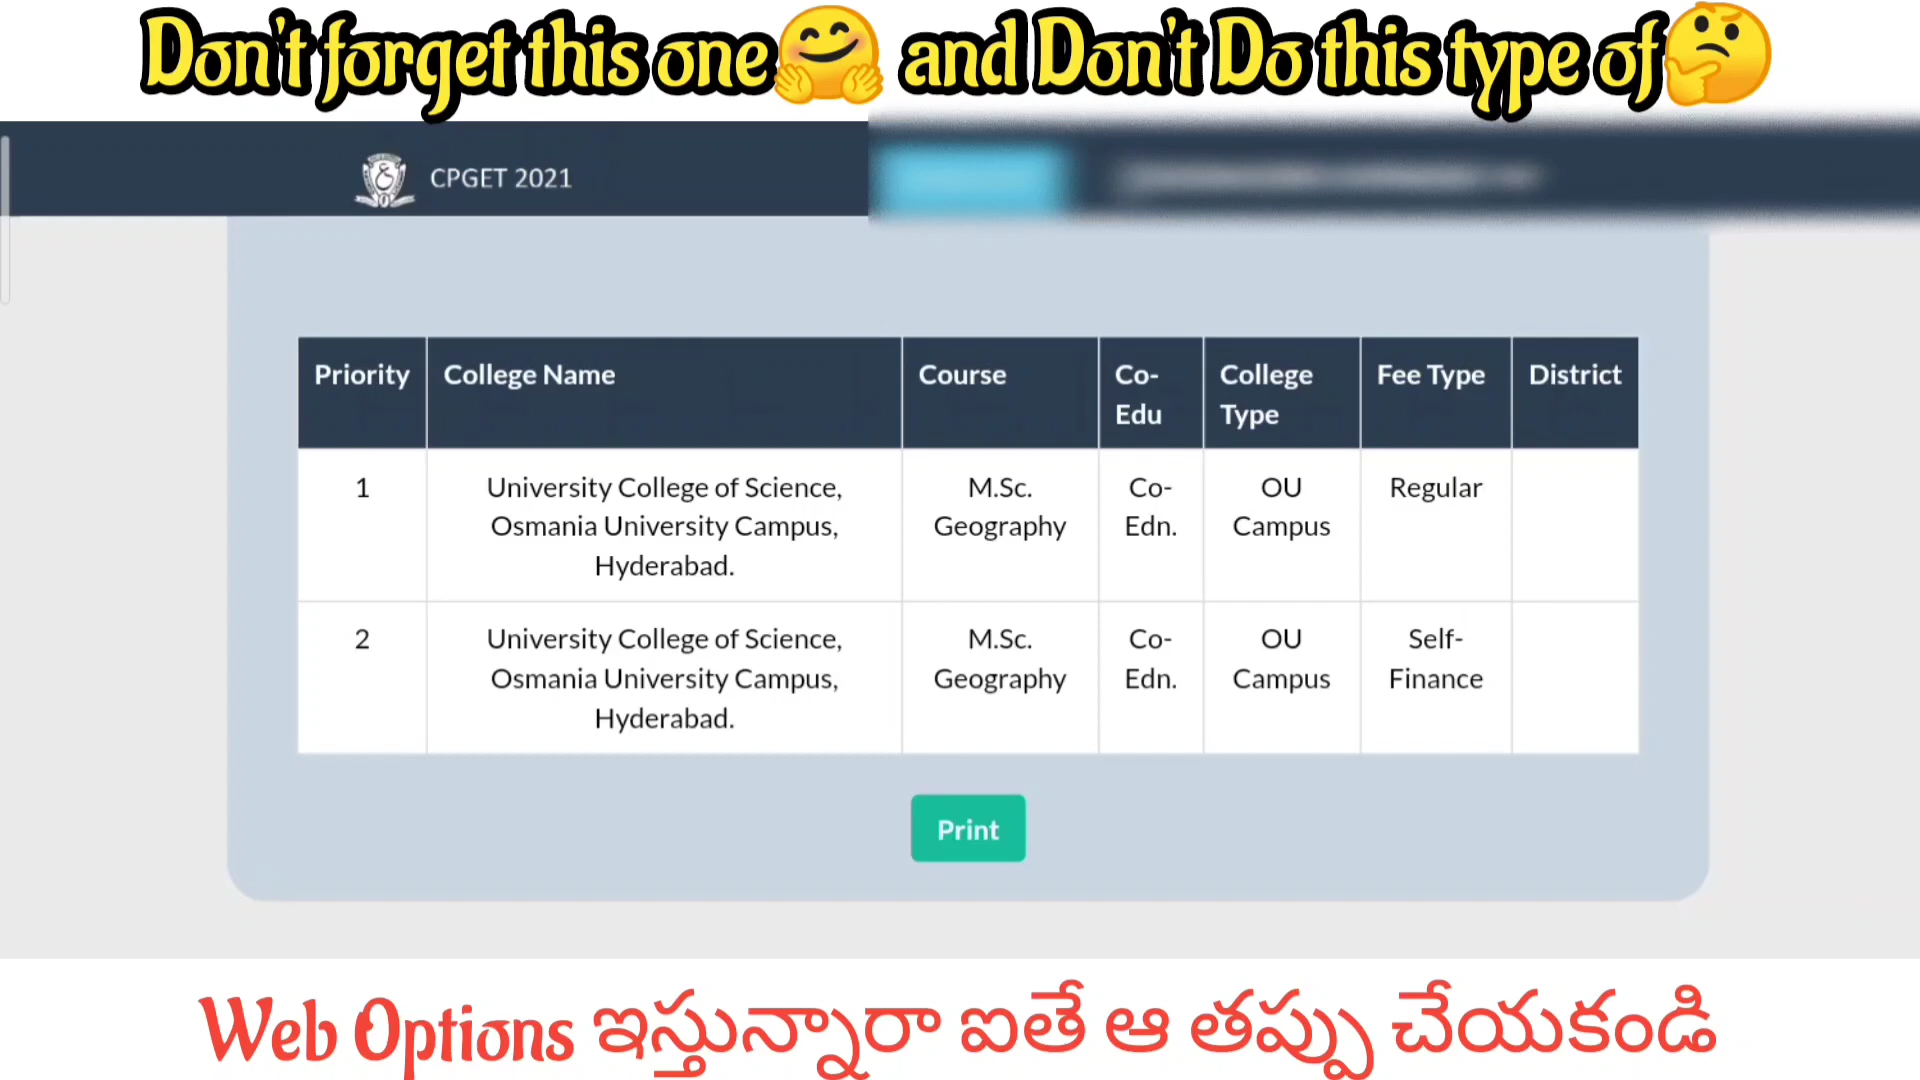 Don't forget this one🤗 and Don't Do this type of🤔
CPGET 2021
Priority
College Name
Course
Co-
Edu
College
Type
Fee Type
District
1
University College of Science,
Osmania University Campus,
Hyderabad.
M.Sc.
Geography
Co-
Edn.
OU
Campus
Regular
2
University College of Science,
Osmania University Campus,
Hyderabad.
M.Sc.
Geography
Co-
Edn.
OU
Campus
Self-
Finance
Print
Web Options ఇస్తున్నారా ఐతే ఆ తప్పు చేయకండి